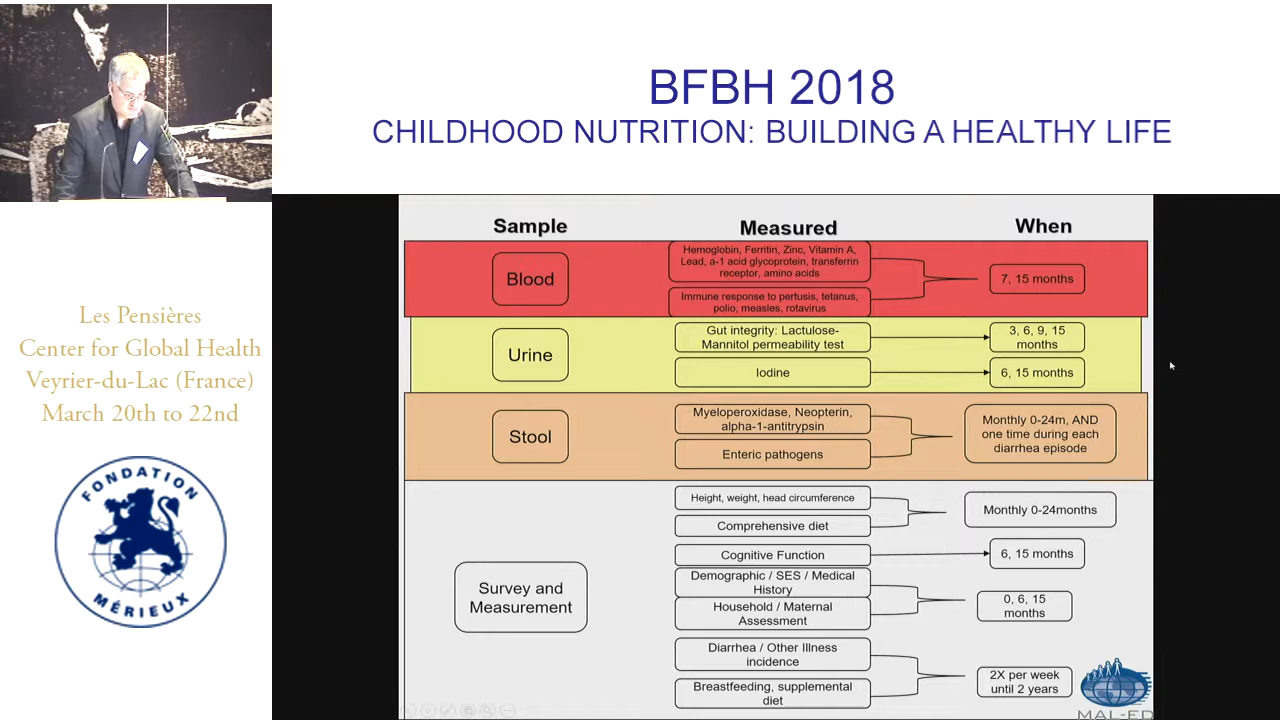 BFBH 2018
CHILDHOOD NUTRITION: BUILDING A HEALTHY LIFE
Les Pensières
Center for Global Health
Veyrier-du-Lac (France)
March 20th to 22nd
FONDATION
MÉRIEUX
Sample
Measured
When
Blood
Hemoglobin, Ferritin, Zinc, Vitamin A,
Lead, a-1 acid glycoprotein, transferrin
receptor, amino acids
Immune response to pertusis, tetanus,
polio, measles, rotavirus
7, 15 months
Urine
Gut integrity: Lactulose-
Mannitol permeability test
3, 6, 9, 15
months
Iodine
6, 15 months
Stool
Myeloperoxidase, Neopterin,
alpha-1-antitrypsin
Enteric pathogens
Monthly 0-24m, AND
one time during each
diarrhea episode
Survey and
Measurement
Height, weight, head circumference
Comprehensive diet
Monthly 0-24months
Cognitive Function
6, 15 months
Demographic / SES / Medical
History
Household / Maternal
Assessment
0, 6, 15
months
Diarrhea / Other Illness
incidence
Breastfeeding, supplemental
diet
2X per week
until 2 years
MAL-ED